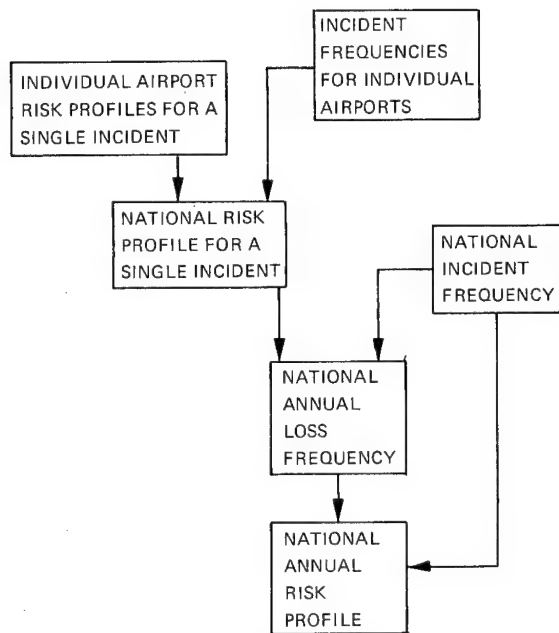 INCIDENT
FREQUENCIES
FOR INDIVIDUAL
AIRPORTS
INDIVIDUAL AIRPORT
RISK PROFILES FOR A
SINGLE INCIDENT
NATIONAL RISK
PROFILE FOR A
SINGLE INCIDENT
NATIONAL
INCIDENT
FREQUENCY
NATIONAL
ANNUAL
LOSS
FREQUENCY
NATIONAL
ANNUAL
RISK
PROFILE